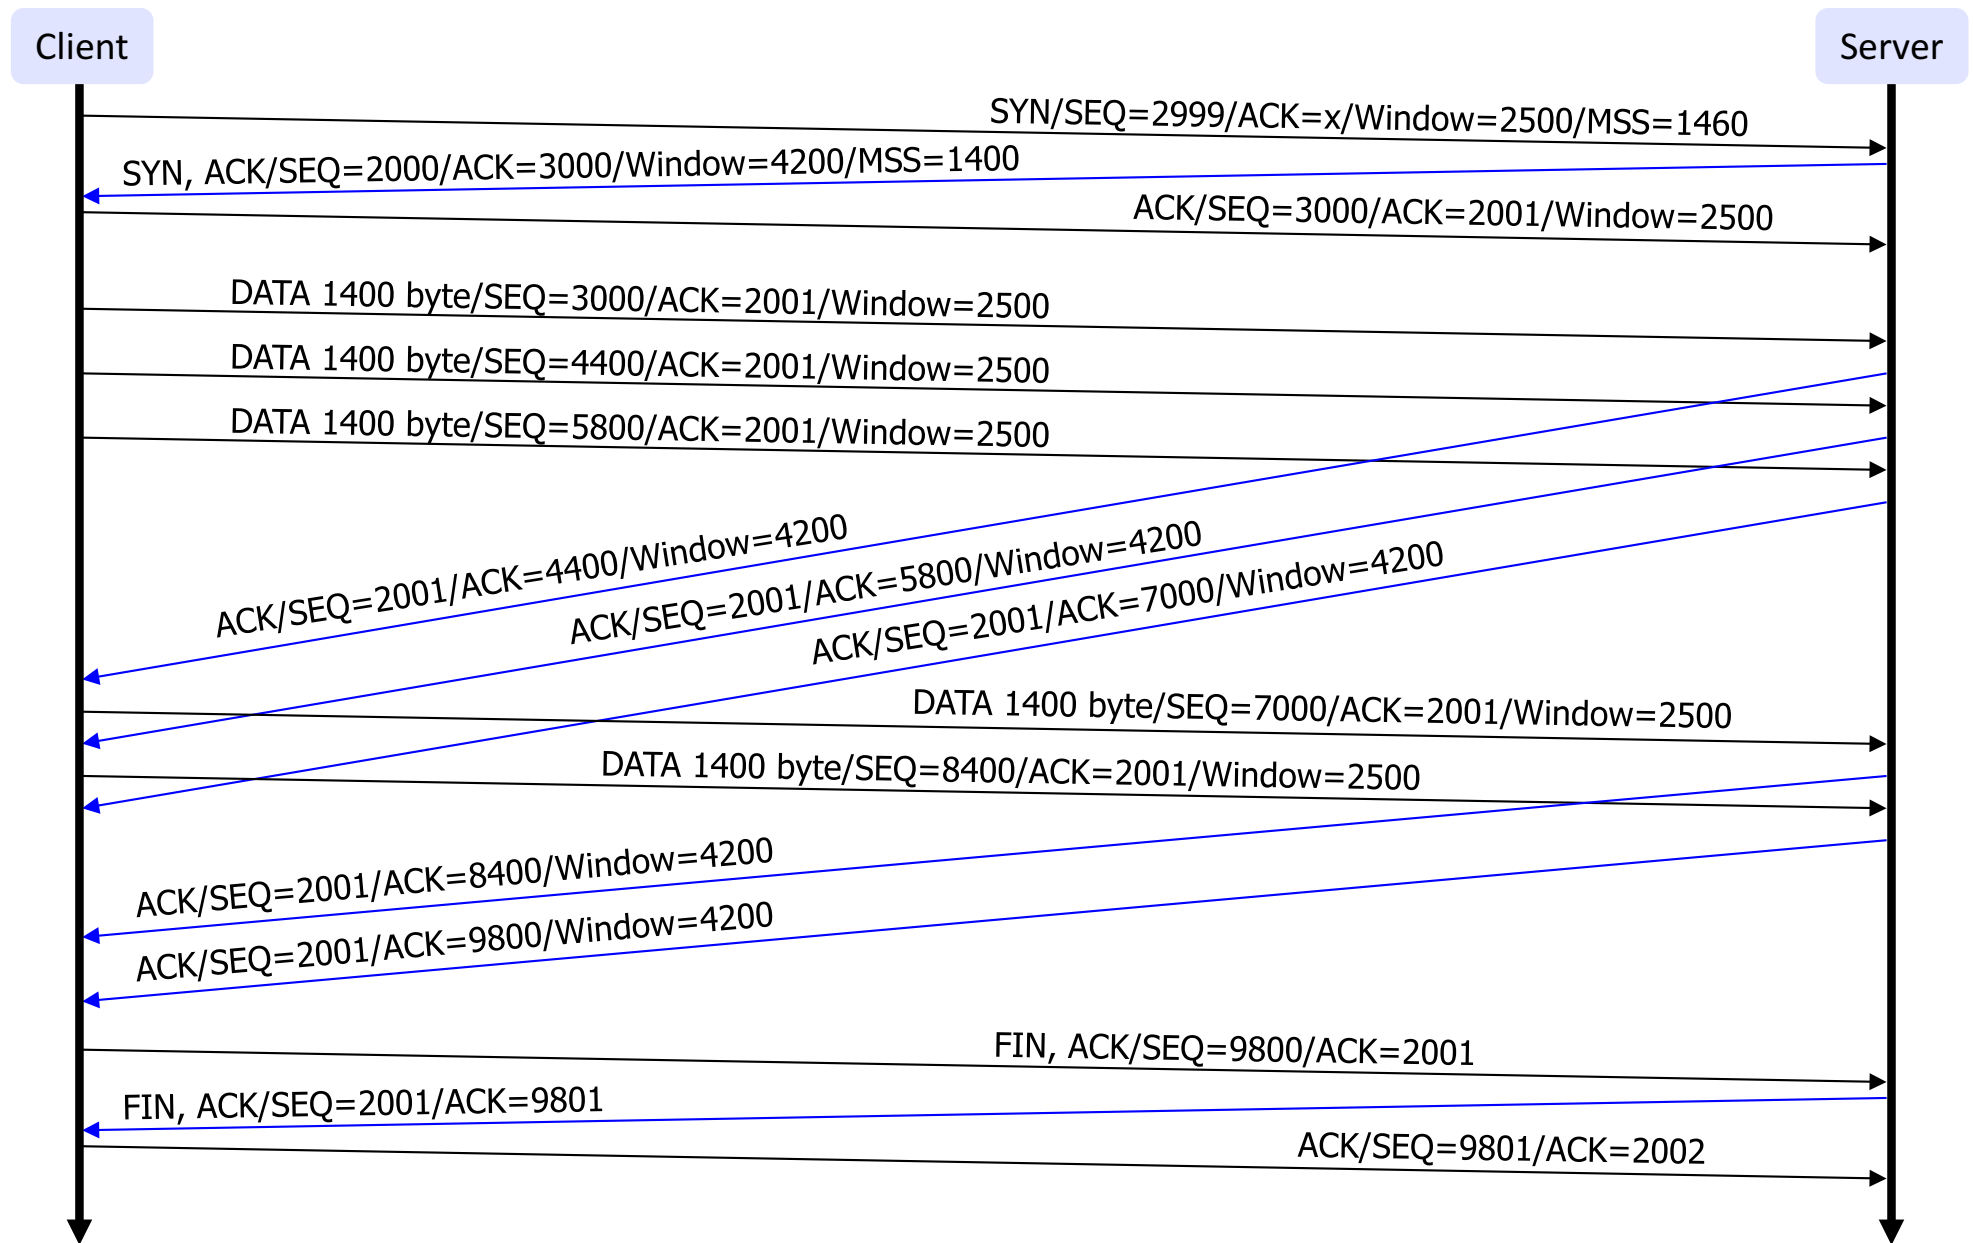 Client
Server
SYN/SEQ=2999/ACK=x/Window=2500/MSS=1460
SYN, ACK/SEQ=2000/ACK=3000/Window=4200/MSS=1400
ACK/SEQ=3000/ACK=2001/Window=2500
DATA 1400 byte/SEQ=3000/ACK=2001/Window=2500
DATA 1400 byte/SEQ=4400/ACK=2001/Window=2500
DATA 1400 byte/SEQ=5800/ACK=2001/Window=2500
ACK/SEQ=2001/ACK=4400/Window=4200
ACK/SEQ=2001/ACK=5800/Window=4200
ACK/SEQ=2001/ACK=7000/Window=4200
DATA 1400 byte/SEQ=7000/ACK=2001/Window=2500
DATA 1400 byte/SEQ=8400/ACK=2001/Window=2500
ACK/SEQ=2001/ACK=8400/Window=4200
ACK/SEQ=2001/ACK=9800/Window=4200
FIN, ACK/SEQ=9800/ACK=2001
FIN, ACK/SEQ=2001/ACK=9801
ACK/SEQ=9801/ACK=2002